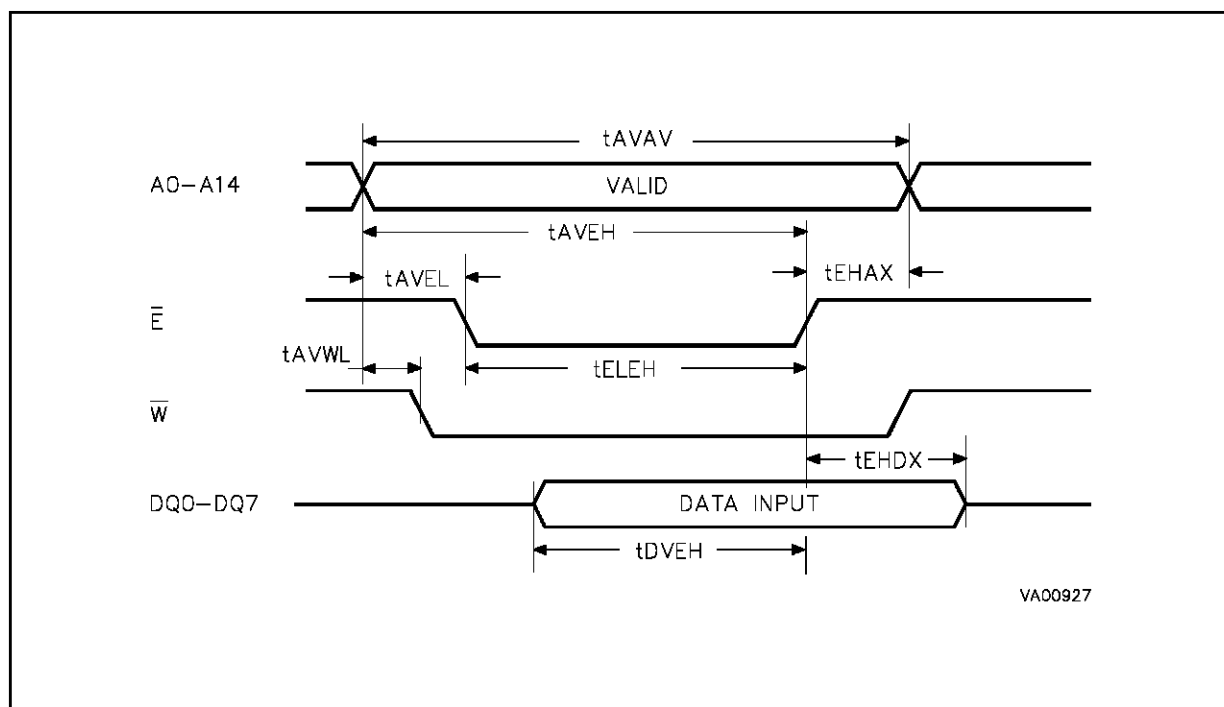 tAVAV
A0-A14 VALID
tAVEH
tAVEL tEHAX
E̅
tAVWL tELEH
W̅
tEHDX
DQ0-DQ7 DATA INPUT
tDVEH
VA00927